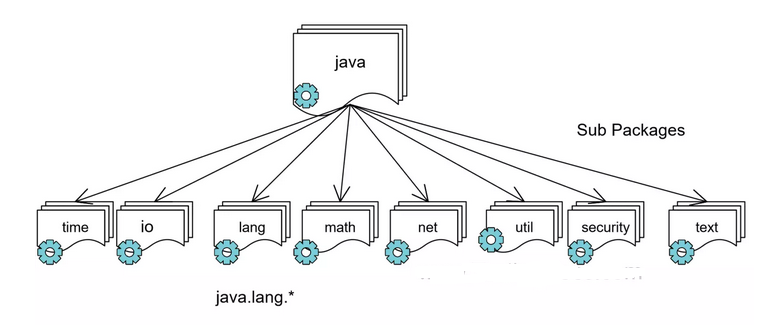 java
Sub Packages
time
io
lang
math
net
util
security
text
java.lang.*